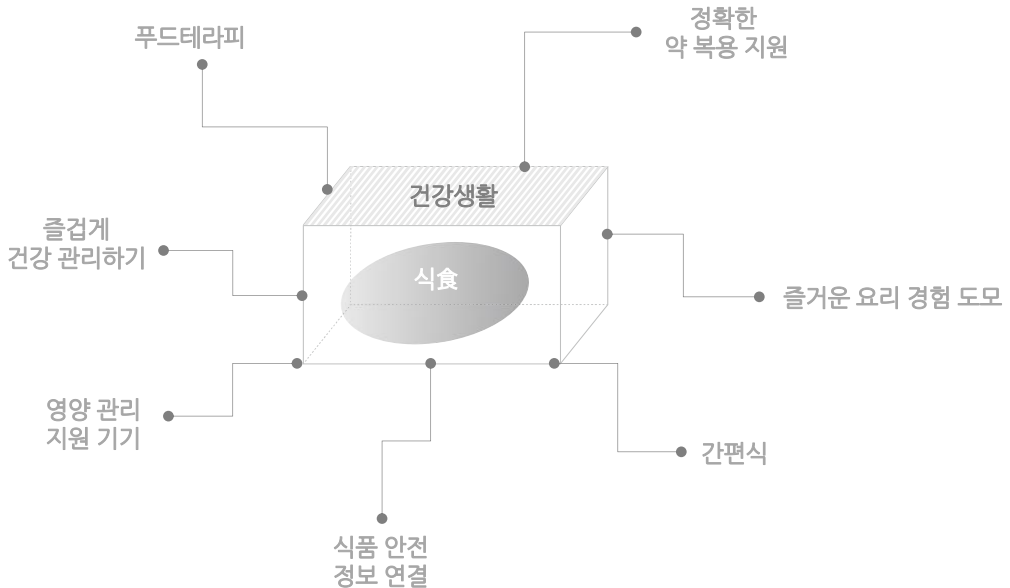 푸드테라피
정확한
약 복용 지원
건강생활
즐겁게
건강 관리하기
식食
즐거운 요리 경험 도모
영양 관리
지원 기기
간편식
식품 안전
정보 연결